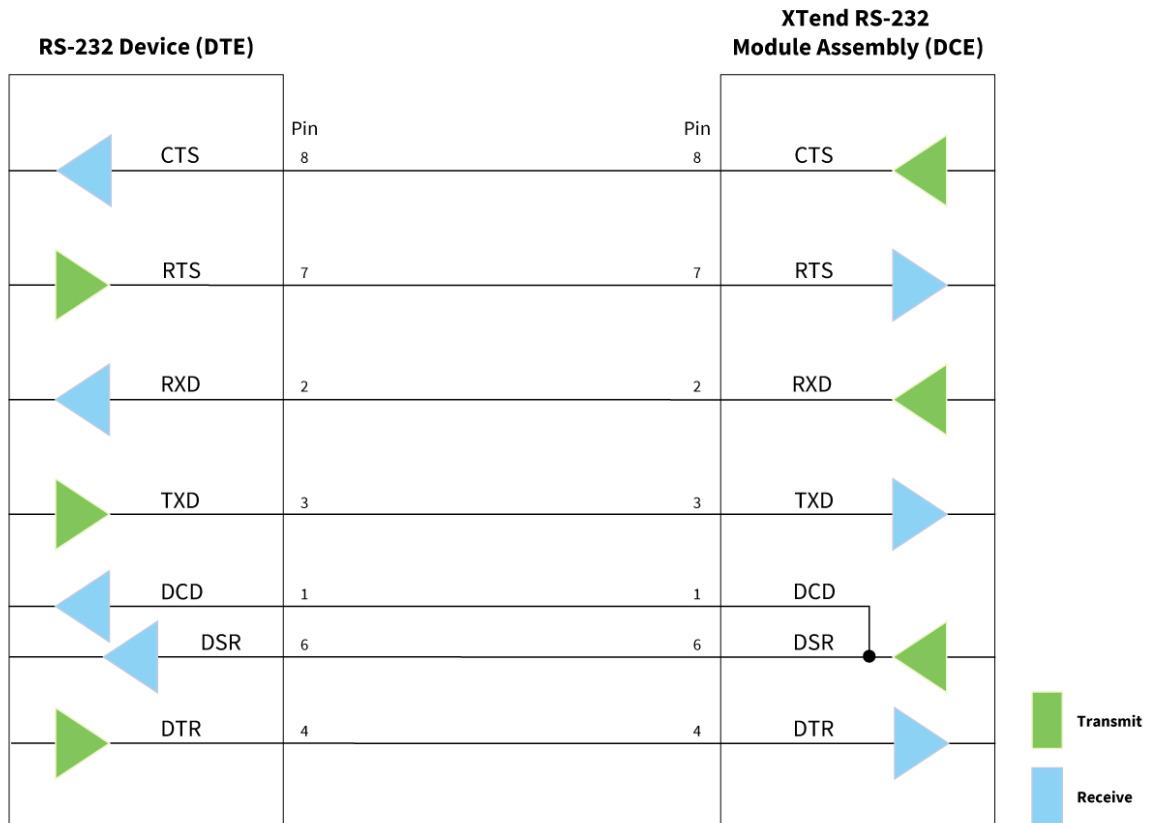 RS-232 Device (DTE)
XTend RS-232
Module Assembly (DCE)
Pin
Pin
CTS
8
8
CTS
RTS
7
7
RTS
RXD
2
2
RXD
TXD
3
3
TXD
DCD
1
1
DCD
DSR
6
6
DSR
DTR
4
4
DTR
Transmit
Receive